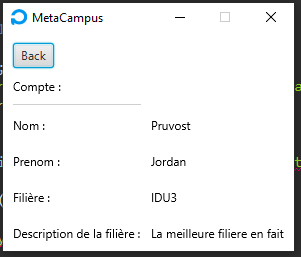 MetaCampus
Back
Compte :
Nom : Pruvost
Prenom : Jordan
Filière : IDU3
Description de la filière : La meilleure filiere en fait